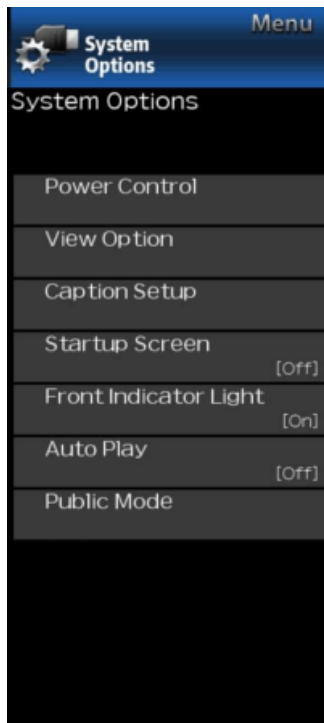 Menu
System
Options
System Options
Power Control
View Option
Caption Setup
Startup Screen
[Off]
Front Indicator Light
[On]
Auto Play
[Off]
Public Mode